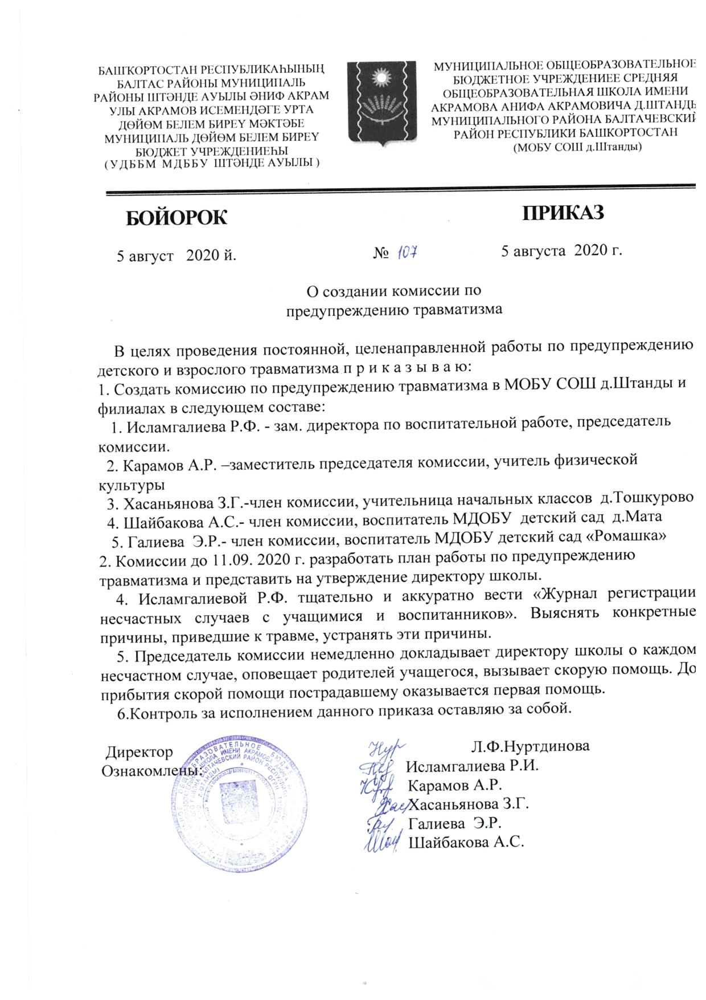 БАШҠОРТОСТАН РЕСПУБЛИКАҺЫНЫҢ
БАЛТАС РАЙОНЫ МУНИЦИПАЛЬ
РАЙОНЫ ШТӘНДЕ АУЫЛЫ ӘНИФ АКРАМ
УЛЫ АКРАМОВ ИСЕМЕНДӘГЕ УРТА
ДӨЙӨМ БЕЛЕМ БИРЕҮ МӘКТӘБЕ
МУНИЦИПАЛЬ ДӨЙӨМ БЕЛЕМ БИРЕҮ
БЮДЖЕТ УЧРЕЖДЕНИЕҺЫ
( У Д Б Б М М Д Б Б У ШТӘНДЕ АУЫЛЫ )
МУНИЦИПАЛЬНОЕ ОБЩЕОБРАЗОВАТЕЛЬНОЕ
БЮДЖЕТНОЕ УЧРЕЖДЕНИЕЕ СРЕДНЯЯ
ОБЩЕОБРАЗОВАТЕЛЬНАЯ ШКОЛА ИМЕНИ
АКРАМОВА АНИФА АКРАМОВИЧА Д.ШТАНДЫ
МУНИЦИПАЛЬНОГО РАЙОНА БАЛТАЧЕВСКИЙ
РАЙОН РЕСПУБЛИКИ БАШКОРТОСТАН
(МОБУ СОШ д.Штанды)
БОЙОРОК ПРИКАЗ
5 август 2020 й. № 107 5 августа 2020 г.
О создании комиссии по
предупреждению травматизма
В целях проведения постоянной, целенаправленной работы по предупреждению
детского и взрослого травматизма п р и к а з ы в а ю:
1. Создать комиссию по предупреждению травматизма в МОБУ СОШ д.Штанды и
филиалах в следующем составе:
1. Исламгалиева Р.Ф. - зам. директора по воспитательной работе, председатель
комиссии.
2. Карамов А.Р. –заместитель председателя комиссии, учитель физической
культуры
3. Хасаньянова З.Г.-член комиссии, учительница начальных классов д.Тошкурово
4. Шайбакова А.С.- член комиссии, воспитатель МДОБУ детский сад д.Мата
5. Галиева Э.Р.- член комиссии, воспитатель МДОБУ детский сад «Ромашка»
2. Комиссии до 11.09. 2020 г. разработать план работы по предупреждению
травматизма и представить на утверждение директору школы.
4. Исламгалиевой Р.Ф. тщательно и аккуратно вести «Журнал регистрации
несчастных случаев с учащимися и воспитанников». Выяснять конкретные
причины, приведшие к травме, устранять эти причины.
5. Председатель комиссии немедленно докладывает директору школы о каждом
несчастном случае, оповещает родителей учащегося, вызывает скорую помощь. До
прибытия скорой помощи пострадавшему оказывается первая помощь.
6.Контроль за исполнением данного приказа оставляю за собой.
Директор Л.Ф.Нуртдинова
Ознакомлены: Исламгалиева Р.И.
Карамов А.Р.
Хасаньянова З.Г.
Галиева Э.Р.
Шайбакова А.С.